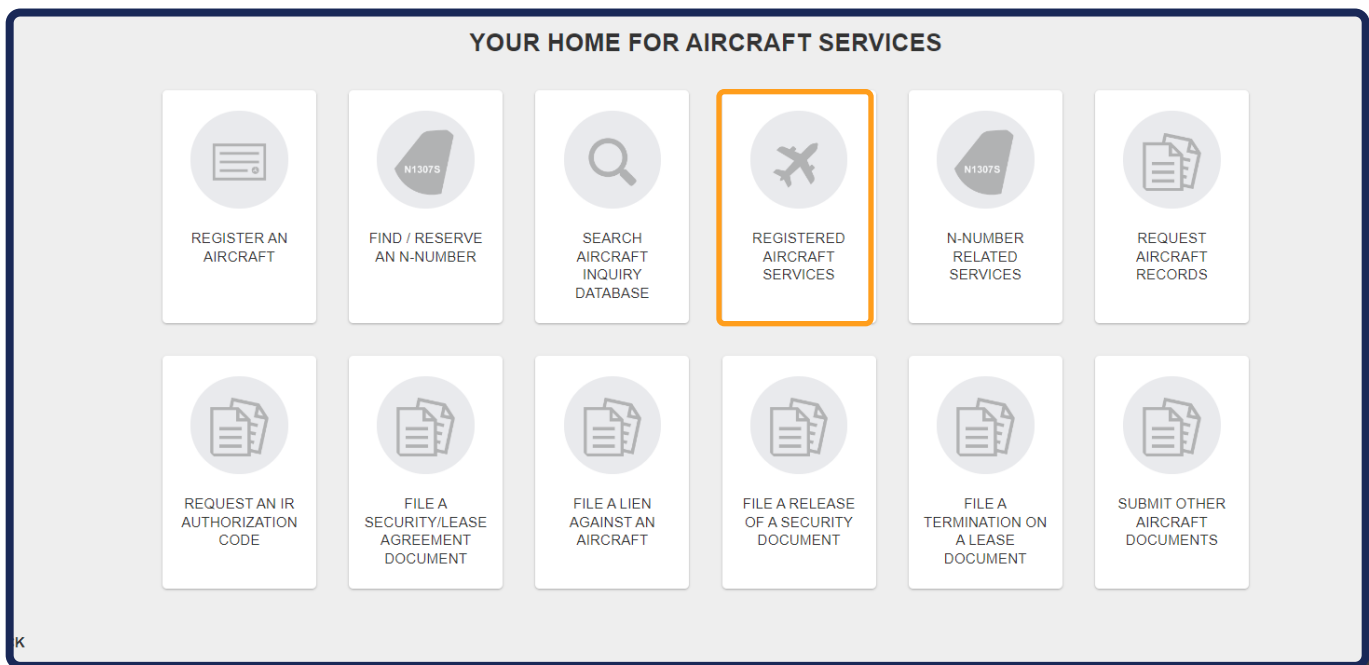 YOUR HOME FOR AIRCRAFT SERVICES
N1307S
N1307S
REGISTER AN
AIRCRAFT
FIND / RESERVE
AN N-NUMBER
SEARCH
AIRCRAFT
INQUIRY
DATABASE
REGISTERED
AIRCRAFT
SERVICES
N-NUMBER
RELATED
SERVICES
REQUEST
AIRCRAFT
RECORDS
REQUEST AN IR
AUTHORIZATION
CODE
FILE A
SECURITY/LEASE
AGREEMENT
DOCUMENT
FILE A LIEN
AGAINST AN
AIRCRAFT
FILE A RELEASE
OF A SECURITY
DOCUMENT
FILE A
TERMINATION ON
A LEASE
DOCUMENT
SUBMIT OTHER
AIRCRAFT
DOCUMENTS